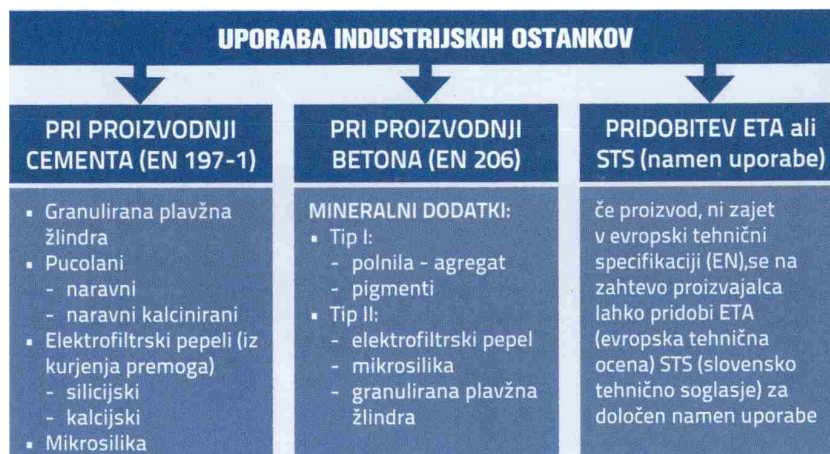 UPORABA INDUSTRIJSKIH OSTANKOV
PRI PROIZVODNJI
CEMENTA (EN 197-1)
▪ Granulirana plavžna
žlindra
▪ Pucolani
- naravni
- naravni kalcinirani
▪ Elektrofiltrski pepeli (iz
kurjenja premoga)
- silicijski
- kalcijski
▪ Mikrosilika
PRI PROIZVODNJI
BETONA (EN 206)
MINERALNI DODATKI:
▪ Tip I:
- polnila - agregat
- pigmenti
▪ Tip II:
- elektrofiltrski pepel
- mikrosilika
- granulirana plavžna
žlindra
PRIDOBITEV ETA ali
STS (namen uporabe)
če proizvod, ni zajet
v evropski tehnični
specifikaciji (EN),se na
zahtevo proizvajalca
lahko pridobi ETA
(evropska tehnična
ocena) STS (slovensko
tehnično soglasje) za
določen namen uporabe